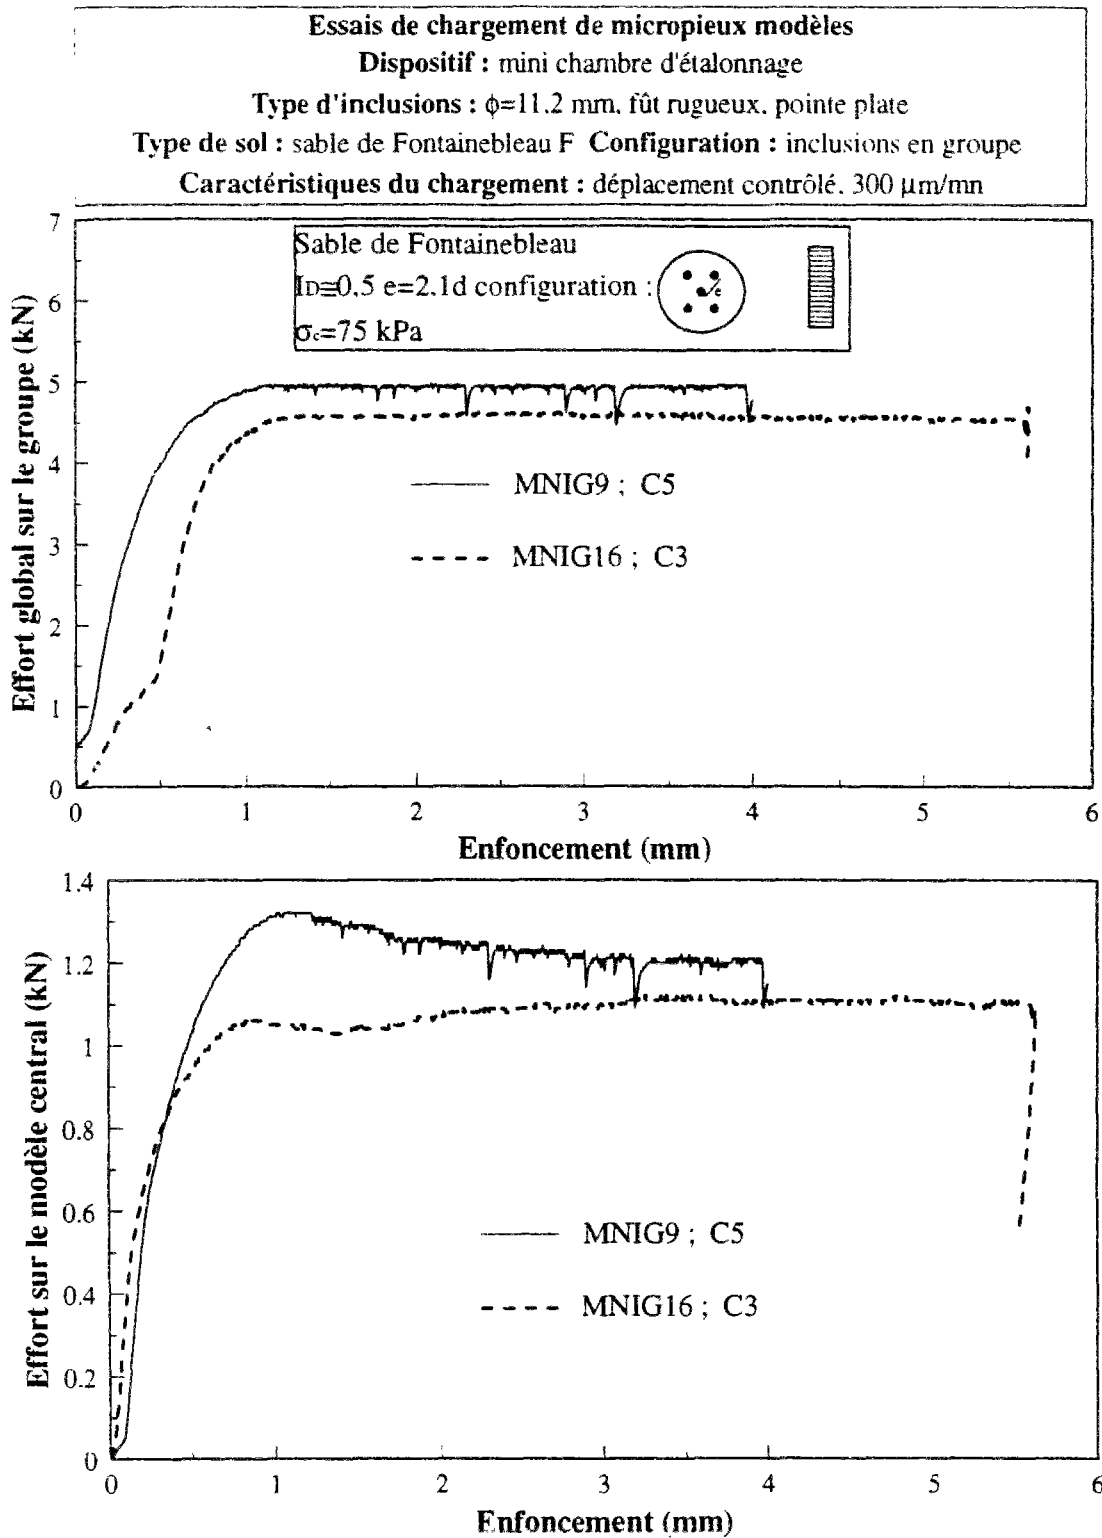 Essais de chargement de micropieux modèles
Dispositif : mini chambre d'étalonnage
Type d'inclusions : ϕ=11.2 mm. fût rugueux. pointe plate
Type de sol : sable de Fontainebleau F Configuration : inclusions en groupe
Caractéristiques du chargement : déplacement contrôlé. 300 µm/mn
Effort global sur le groupe (kN)
7
6
5
4
3
2
1
0
Sable de Fontainebleau
ID≡0.5 e=2.1d configuration :
e
σc=75 kPa
MNIG9 ; C5
MNIG16 ; C3
0 1 2 3 4 5 6
Enfoncement (mm)
Effort sur le modèle central (kN)
1.4
1.2
1
0.8
0.6
0.4
0.2
0
MNIG9 ; C5
MNIG16 ; C3
0 1 2 3 4 5 6
Enfoncement (mm)